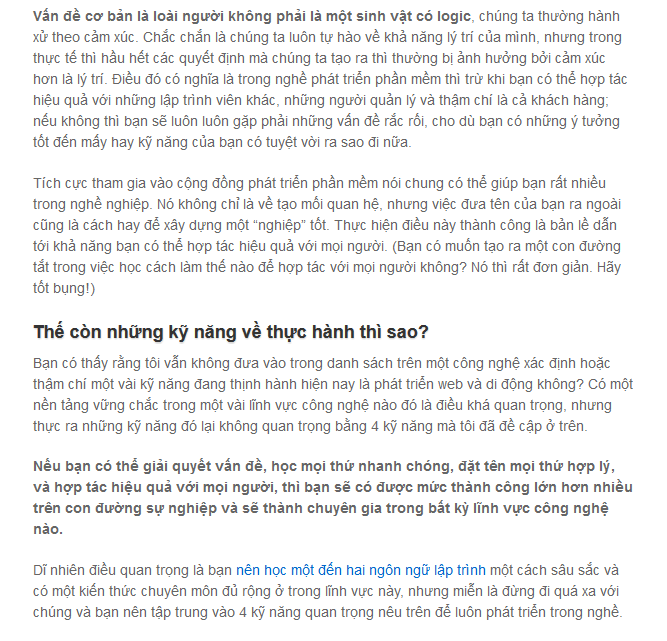 Vấn đề cơ bản là loài người không phải là một sinh vật có logic, chúng ta thường hành
xử theo cảm xúc. Chắc chắn là chúng ta luôn tự hào về khả năng lý trí của mình, nhưng trong
thực tế thì hầu hết các quyết định mà chúng ta tạo ra thì thường bị ảnh hưởng bởi cảm xúc
hơn là lý trí. Điều đó có nghĩa là trong nghề phát triển phần mềm thì trừ khi bạn có thể hợp tác
hiệu quả với những lập trình viên khác, những người quản lý và thậm chí là cả khách hàng;
nếu không thì bạn sẽ luôn luôn gặp phải những vấn đề rắc rối, cho dù bạn có những ý tưởng
tốt đến mấy hay kỹ năng của bạn có tuyệt vời ra sao đi nữa.
Tích cực tham gia vào cộng đồng phát triển phần mềm nói chung có thể giúp bạn rất nhiều
trong nghề nghiệp. Nó không chỉ là về tạo mối quan hệ, nhưng việc đưa tên của bạn ra ngoài
cũng là cách hay để xây dựng một “nghiệp” tốt. Thực hiện điều này thành công là bản lề dẫn
tới khả năng bạn có thể hợp tác hiệu quả với mọi người. (Bạn có muốn tạo ra một con đường
tắt trong việc học cách làm thế nào để hợp tác với mọi người không? Nó thì rất đơn giản. Hãy
tốt bụng!)
Thế còn những kỹ năng về thực hành thì sao?
Bạn có thấy rằng tôi vẫn không đưa vào trong danh sách trên một công nghệ xác định hoặc
thậm chí một vài kỹ năng đang thịnh hành hiện nay là phát triển web và di động không? Có một
nền tảng vững chắc trong một vài lĩnh vực công nghệ nào đó là điều khá quan trọng, nhưng
thực ra những kỹ năng đó lại không quan trọng bằng 4 kỹ năng mà tôi đã đề cập ở trên.
Nếu bạn có thể giải quyết vấn đề, học mọi thứ nhanh chóng, đặt tên mọi thứ hợp lý,
và hợp tác hiệu quả với mọi người, thì bạn sẽ có được mức thành công lớn hơn nhiều
trên con đường sự nghiệp và sẽ thành chuyên gia trong bất kỳ lĩnh vực công nghệ
nào.
Dĩ nhiên điều quan trọng là bạn nên học một đến hai ngôn ngữ lập trình một cách sâu sắc và
có một kiến thức chuyên môn đủ rộng ở trong lĩnh vực này, nhưng miễn là đừng đi quá xa với
chúng và bạn nên tập trung vào 4 kỹ năng quan trọng nêu trên để luôn phát triển trong nghề.